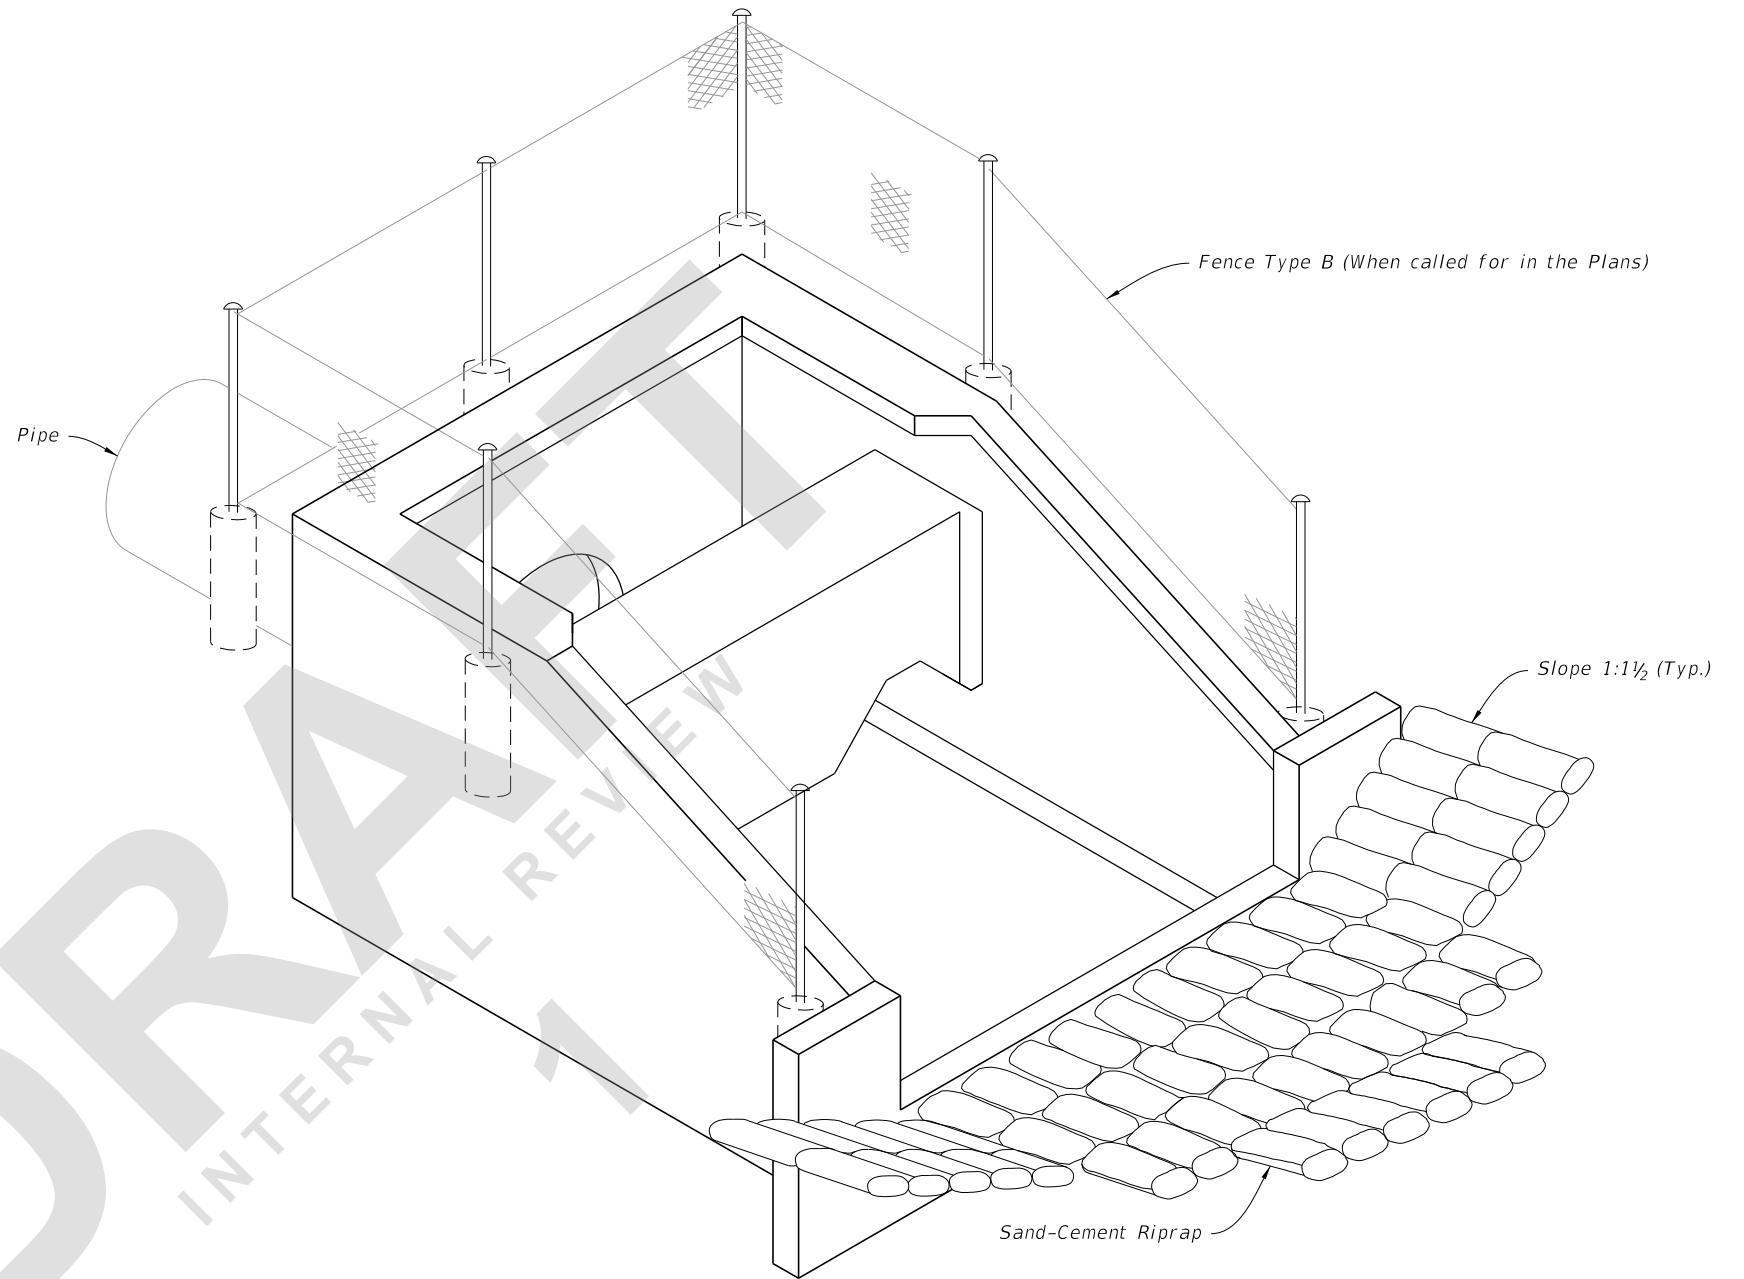 Fence Type B (When called for in the Plans)
Pipe
Slope 1:1½ (Typ.)
Sand-Cement Riprap
DRAFT
INTERNAL REVIEW
1